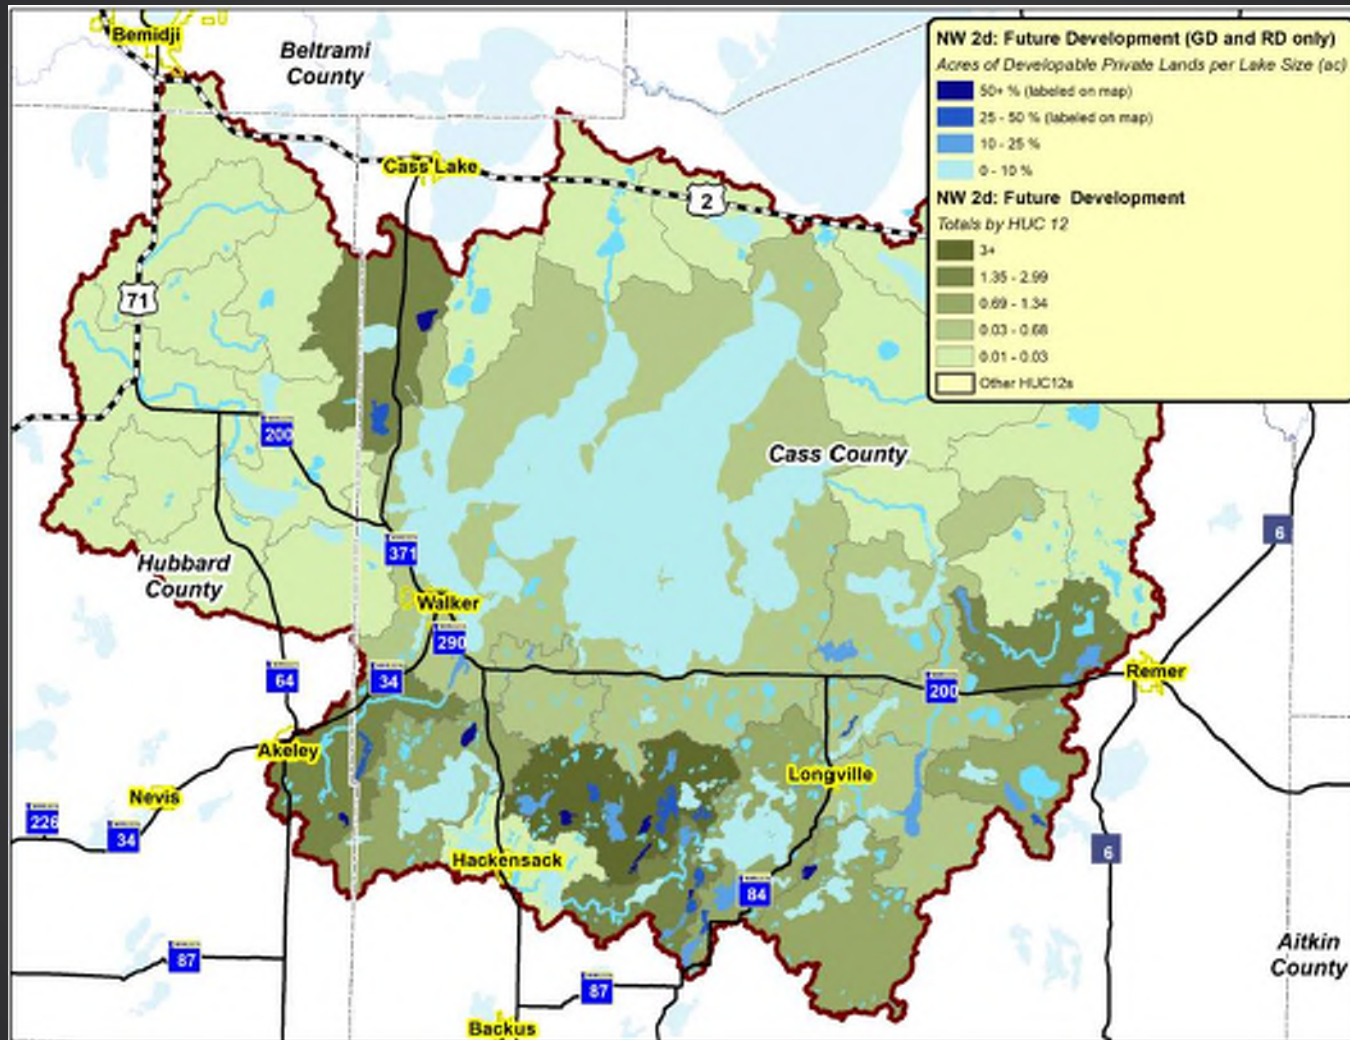 NW 2d: Future Development (GD and RD only)
Acres of Developable Private Lands per Lake Size (ac)
50+ % (labeled on map)
25 - 50 % (labeled on map)
10 - 25 %
0 - 10 %
NW 2d: Future Development
Totals by HUC 12
3+
1.35 - 2.99
0.69 - 1.34
0.03 - 0.68
0.01 - 0.03
Other HUC12s
Bemidji
Beltrami
County
Cass Lake
2
71
200
Cass County
6
371
Hubbard
County
Walker
290
64
34
200
Remer
Akeley
Longville
Nevis
226
34
6
Hackensack
84
Aitkin
County
87
87
Backus